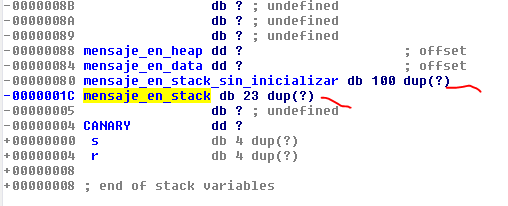 -0000008B db ? ; undefined
-0000008A db ? ; undefined
-00000089 db ? ; undefined
-00000088 mensaje_en_heap dd ? ; offset
-00000084 mensaje_en_data dd ? ; offset
-00000080 mensaje_en_stack_sin_inicializar db 100 dup(?)
-0000001C mensaje_en_stack db 23 dup(?)
-00000005 db ? ; undefined
-00000004 CANARY dd ?
+00000000 s db 4 dup(?)
+00000004 r db 4 dup(?)
+00000008
+00000008 ; end of stack variables